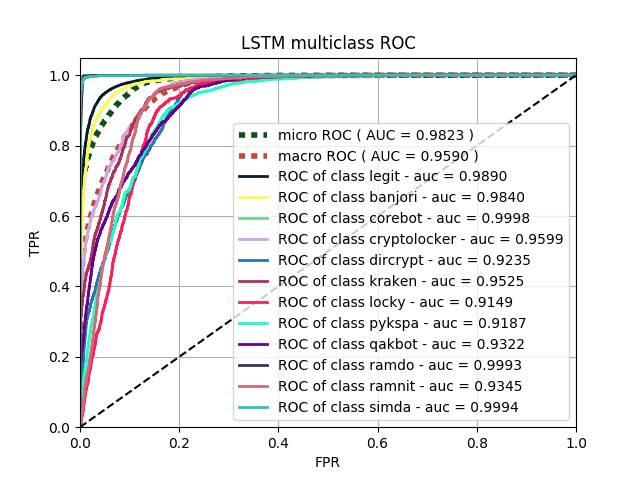 LSTM multiclass ROC
TPR
1.0
0.8
0.6
0.4
0.2
0.0
micro ROC ( AUC = 0.9823 )
macro ROC ( AUC = 0.9590 )
ROC of class legit - auc = 0.9890
ROC of class banjori - auc = 0.9840
ROC of class corebot - auc = 0.9998
ROC of class cryptolocker - auc = 0.9599
ROC of class dircrypt - auc = 0.9235
ROC of class kraken - auc = 0.9525
ROC of class locky - auc = 0.9149
ROC of class pykspa - auc = 0.9187
ROC of class qakbot - auc = 0.9322
ROC of class ramdo - auc = 0.9993
ROC of class ramnit - auc = 0.9345
ROC of class simda - auc = 0.9994
0.0 0.2 0.4 0.6 0.8 1.0
FPR